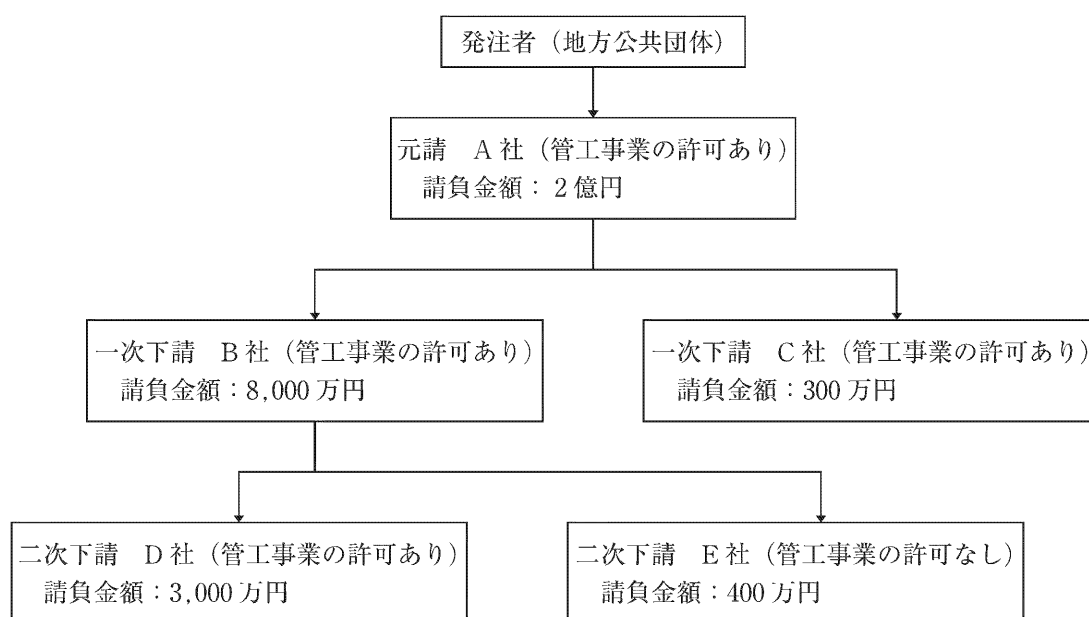 発注者（地方公共団体）
元請　A社（管工事業の許可あり）
請負金額：2億円
一次下請　B社（管工事業の許可あり）
請負金額：8,000万円
一次下請　C社（管工事業の許可あり）
請負金額：300万円
二次下請　D社（管工事業の許可あり）
請負金額：3,000万円
二次下請　E社（管工事業の許可なし）
請負金額：400万円